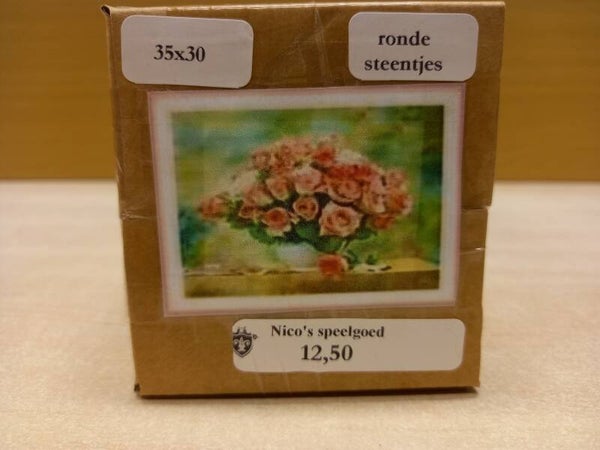 35x30
ronde
steentjes
Nico's speelgoed
12,50